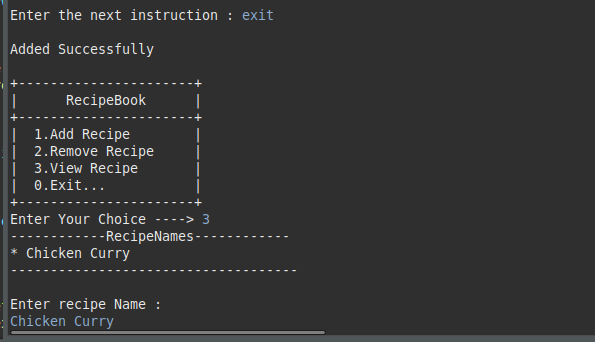 Enter the next instruction : exit
Added Successfully
+----------------------+
|      RecipeBook      |
+----------------------+
|  1.Add Recipe        |
|  2.Remove Recipe     |
|  3.View Recipe       |
|  0.Exit...           |
+----------------------+
Enter Your Choice ----> 3
------------RecipeNames------------
* Chicken Curry
------------------------------------
Enter recipe Name :
Chicken Curry